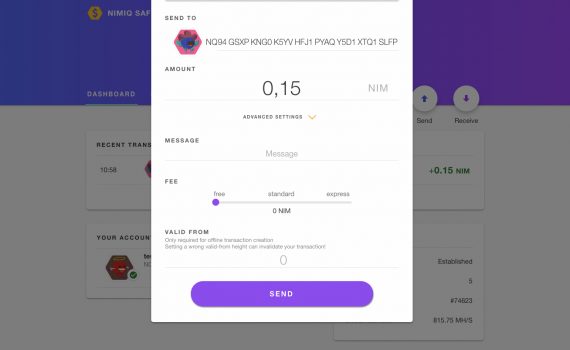 NIMIQ SAF
SEND TO
NQ94 GSXP KNG0 K5YV HFJ1 PYAQ Y5D1 XTQ1 SLFP
AMOUNT
0,15 NIM
DASHBOARD
ADVANCED SETTINGS
Send
Receive
RECENT TRANS
MESSAGE
Message
10:58
+0.15 NIM
FEE
free standard express
0 NIM
VALID FROM
Only required for offline transaction creation
Setting a wrong valid-from height can invalidate your transaction!
0
YOUR ACCOUN
Established
5
SEND
#74623
815.75 MH/S